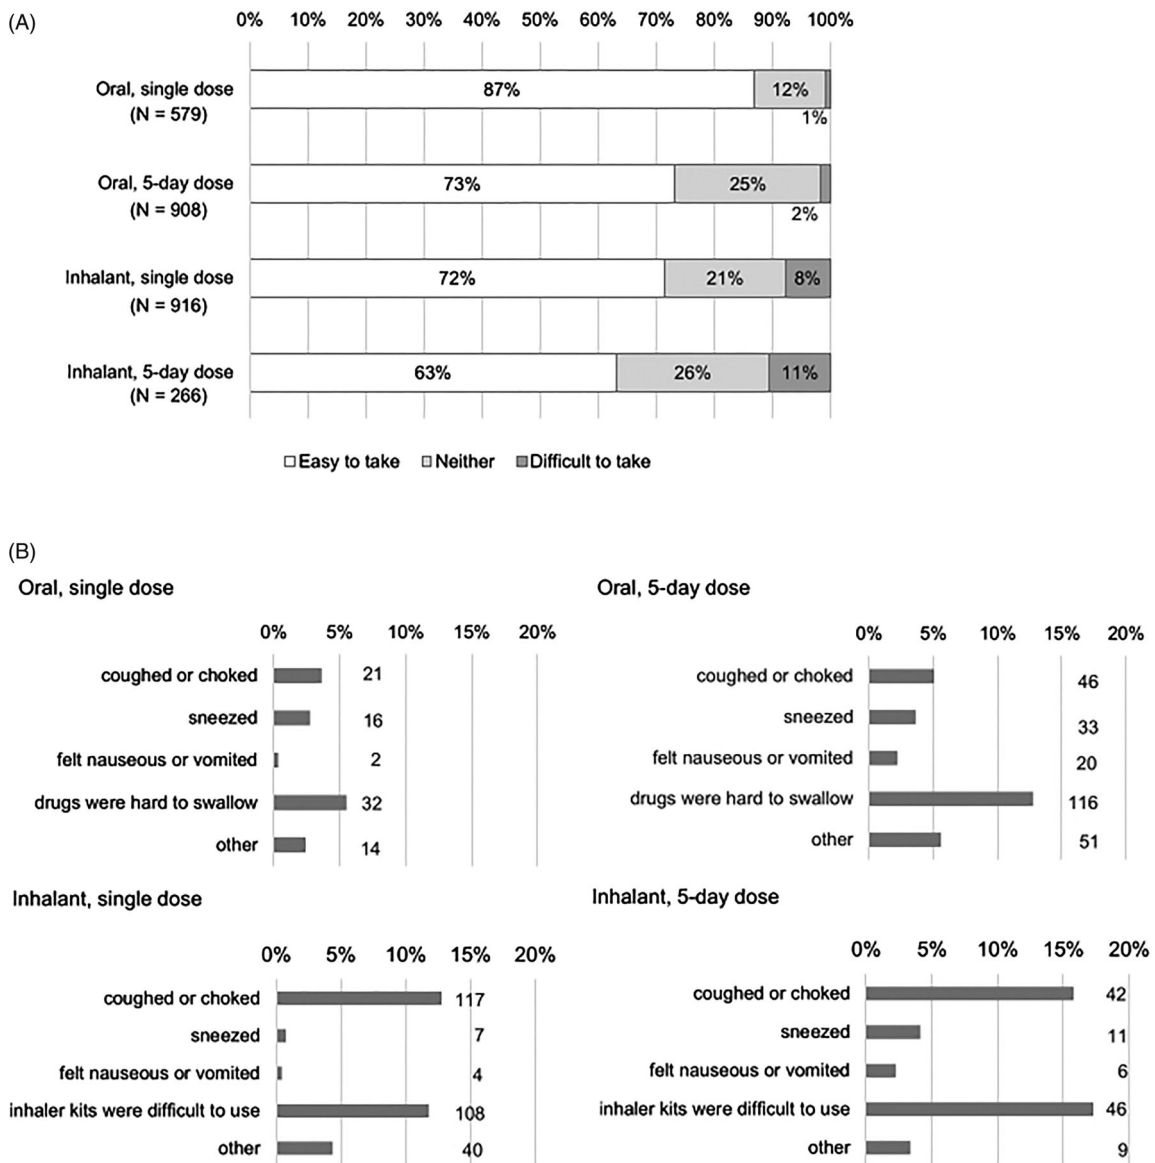 (A)
0% 10% 20% 30% 40% 50% 60% 70% 80% 90% 100%
Oral, single dose
(N = 579)
87% 12%
1%
Oral, 5-day dose
(N = 908)
73% 25%
2%
Inhalant, single dose
(N = 916)
72% 21% 8%
Inhalant, 5-day dose
(N = 266)
63% 26% 11%
Easy to take Neither Difficult to take
(B)
Oral, single dose
0% 5% 10% 15% 20%
coughed or choked 21
sneezed 16
felt nauseous or vomited 2
drugs were hard to swallow 32
other 14
Oral, 5-day dose
0% 5% 10% 15% 20%
coughed or choked 46
sneezed 33
felt nauseous or vomited 20
drugs were hard to swallow 116
other 51
Inhalant, single dose
0% 5% 10% 15% 20%
coughed or choked 117
sneezed 7
felt nauseous or vomited 4
inhaler kits were difficult to use 108
other 40
Inhalant, 5-day dose
0% 5% 10% 15% 20%
coughed or choked 42
sneezed 11
felt nauseous or vomited 6
inhaler kits were difficult to use 46
other 9